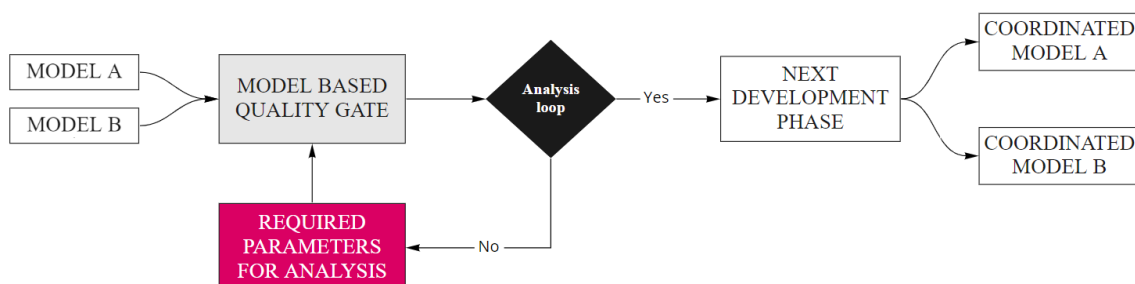 MODEL A
MODEL B
MODEL BASED
QUALITY GATE
Analysis
loop
Yes
NEXT
DEVELOPMENT
PHASE
COORDINATED
MODEL A
COORDINATED
MODEL B
No
REQUIRED
PARAMETERS
FOR ANALYSIS